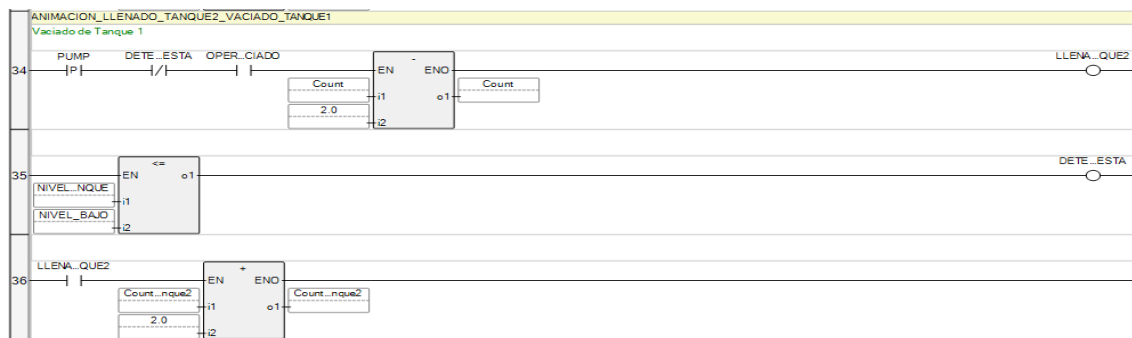 ANIMACION_LLENADO_TANQUE2_VACIADO_TANQUE1
Vaciado de Tanque 1
PUMP DETE...ESTA OPER...CIADO LLENA...QUE2
34 P / EN - ENO
Count i1 o1 Count
2.0 i2
<= DETE...ESTA
35 EN o1
NIVEL...NQUE i1
NIVEL_BAJO i2
LLENA...QUE2 +
36 EN ENO
Count...nque2 i1 o1 Count...nque2
2.0 i2